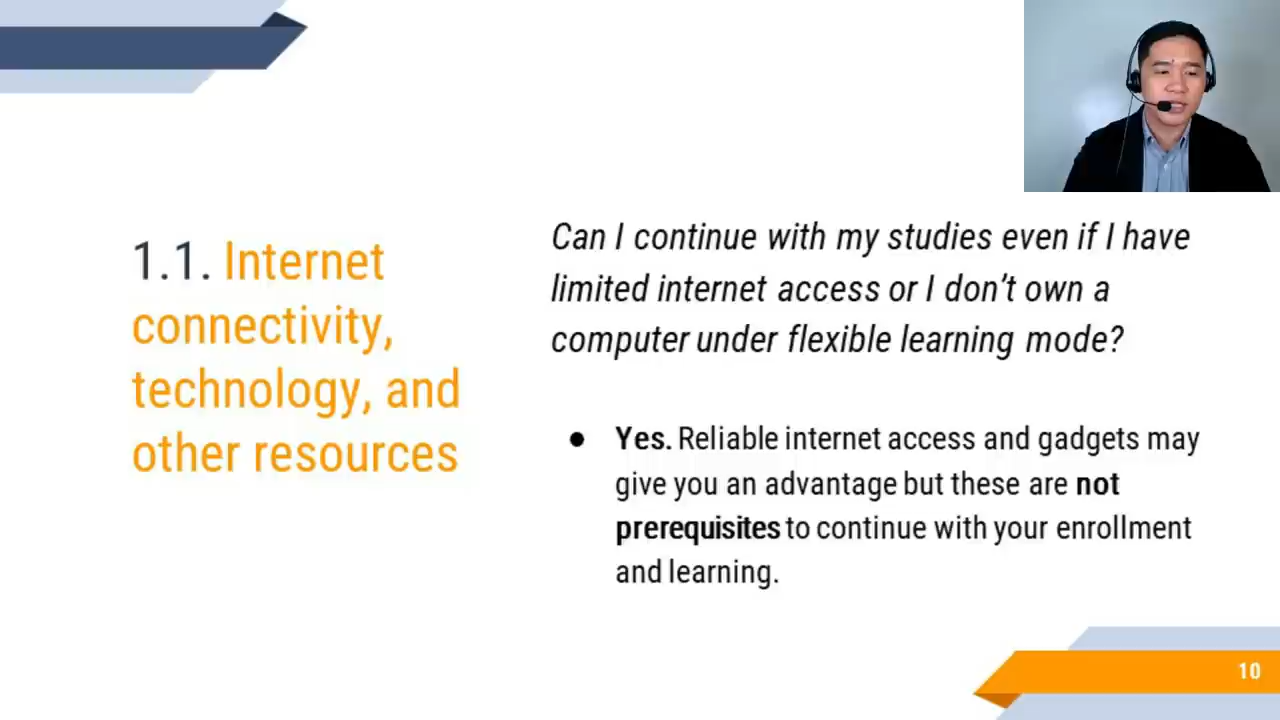 1.1. Internet
connectivity,
technology, and
other resources
Can I continue with my studies even if I have
limited internet access or I don't own a
computer under flexible learning mode?
● Yes. Reliable internet access and gadgets may
give you an advantage but these are not
prerequisites to continue with your enrollment
and learning.
10